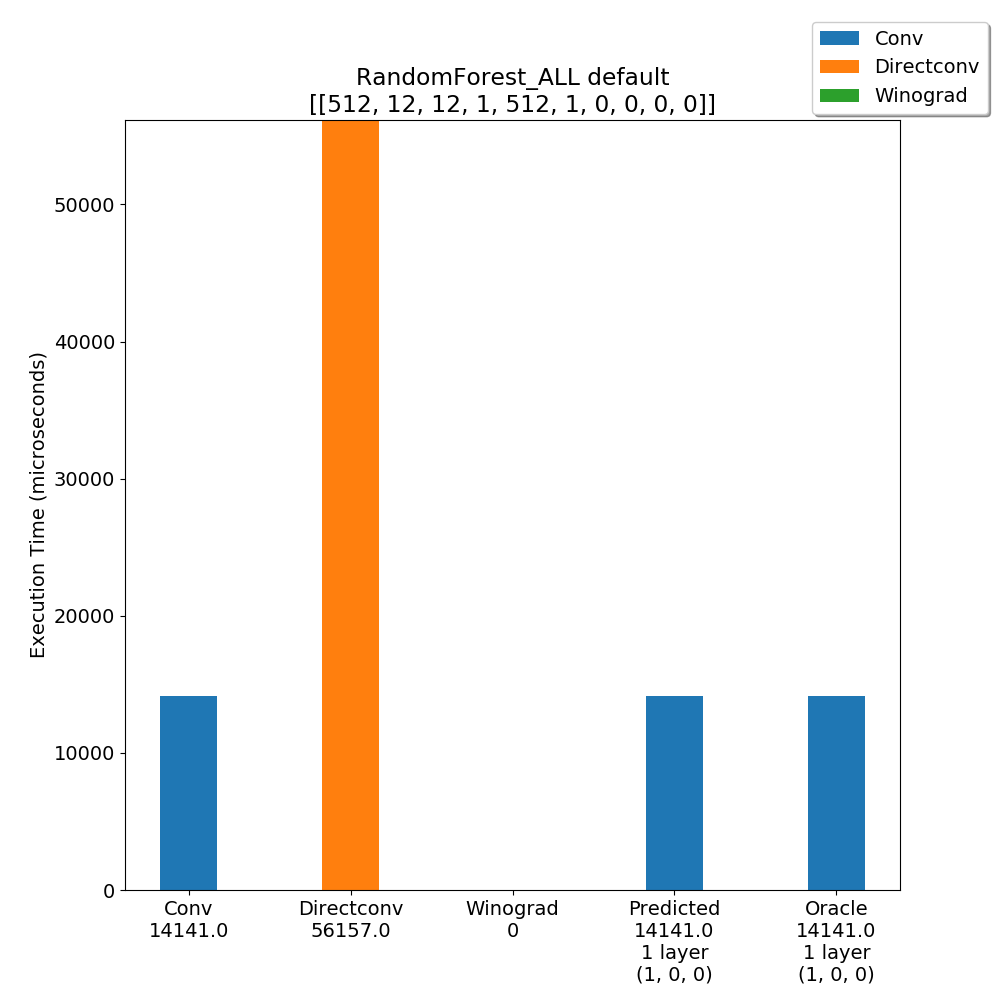 Conv
Directconv
Winograd
RandomForest_ALL default
[[512, 12, 12, 1, 512, 1, 0, 0, 0, 0]]
Execution Time (microseconds)
50000
40000
30000
20000
10000
0
Conv
14141.0
Directconv
56157.0
Winograd
0
Predicted
14141.0
1 layer
(1, 0, 0)
Oracle
14141.0
1 layer
(1, 0, 0)